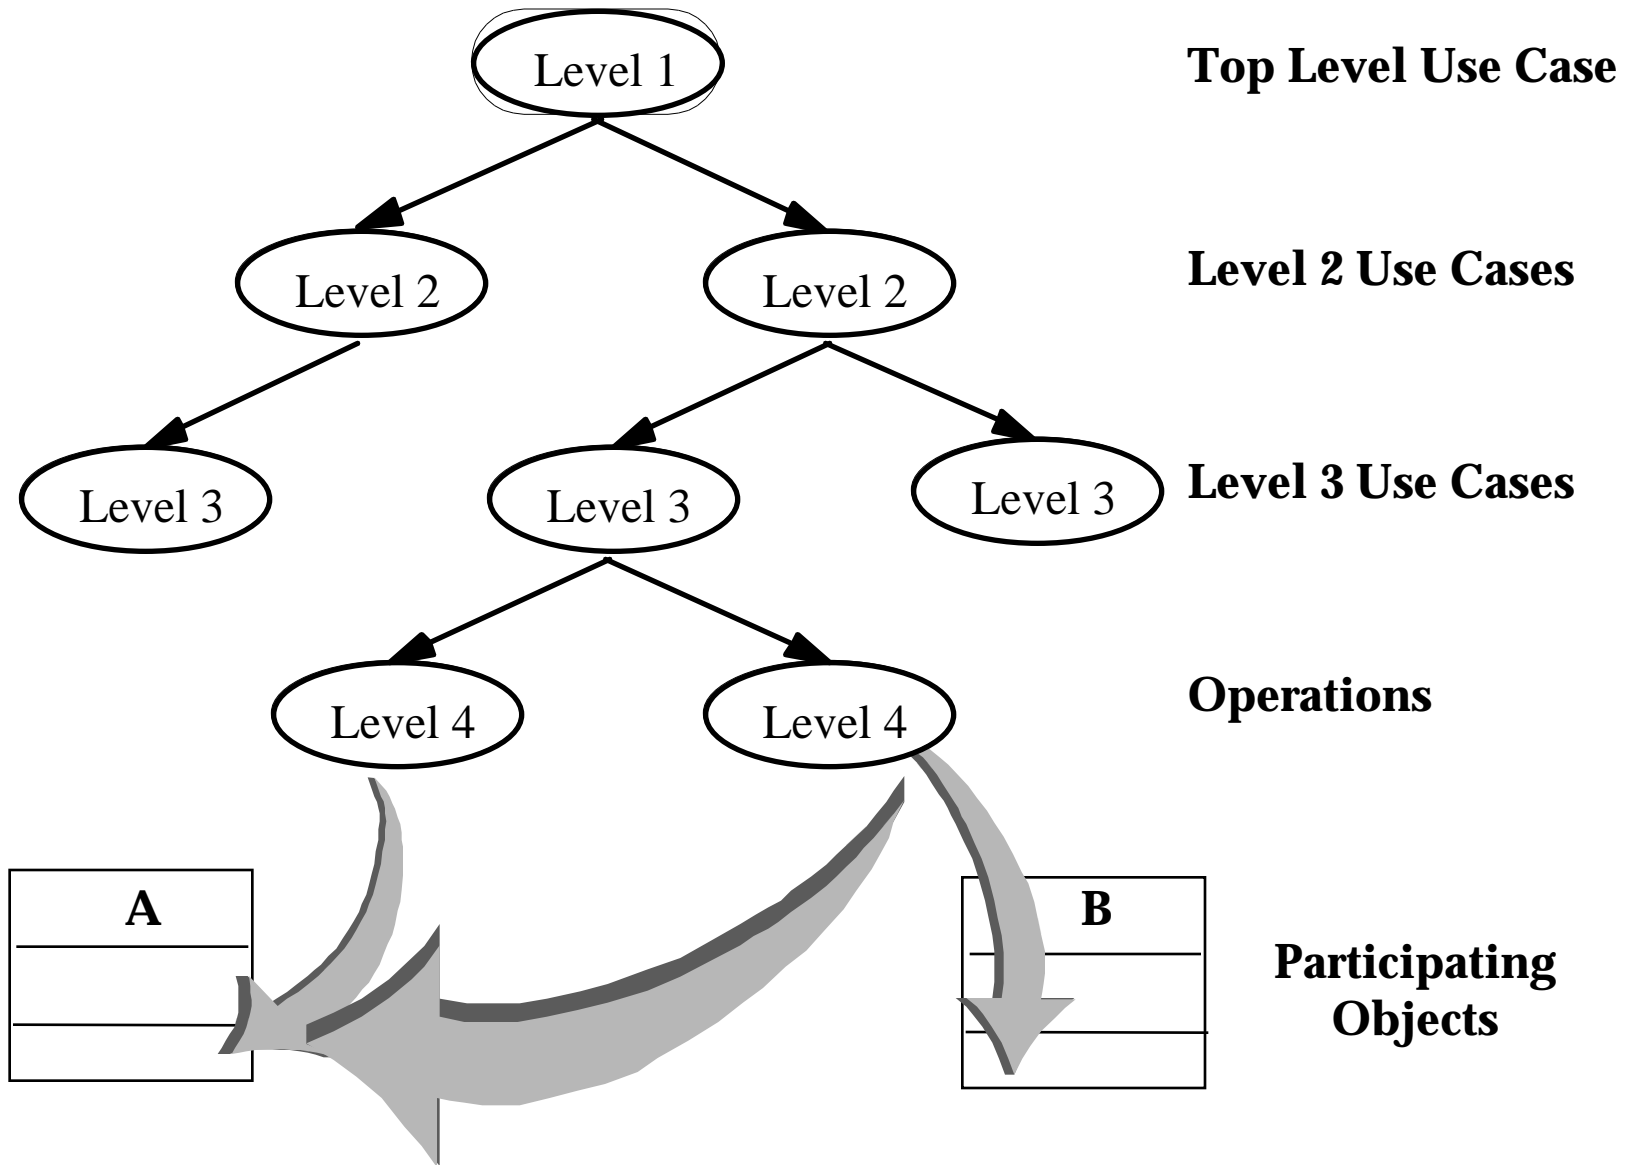 Level 1
Top Level Use Case
Level 2
Level 2
Level 2 Use Cases
Level 3
Level 3
Level 3
Level 3 Use Cases
Level 4
Level 4
Operations
A
B
Participating
Objects